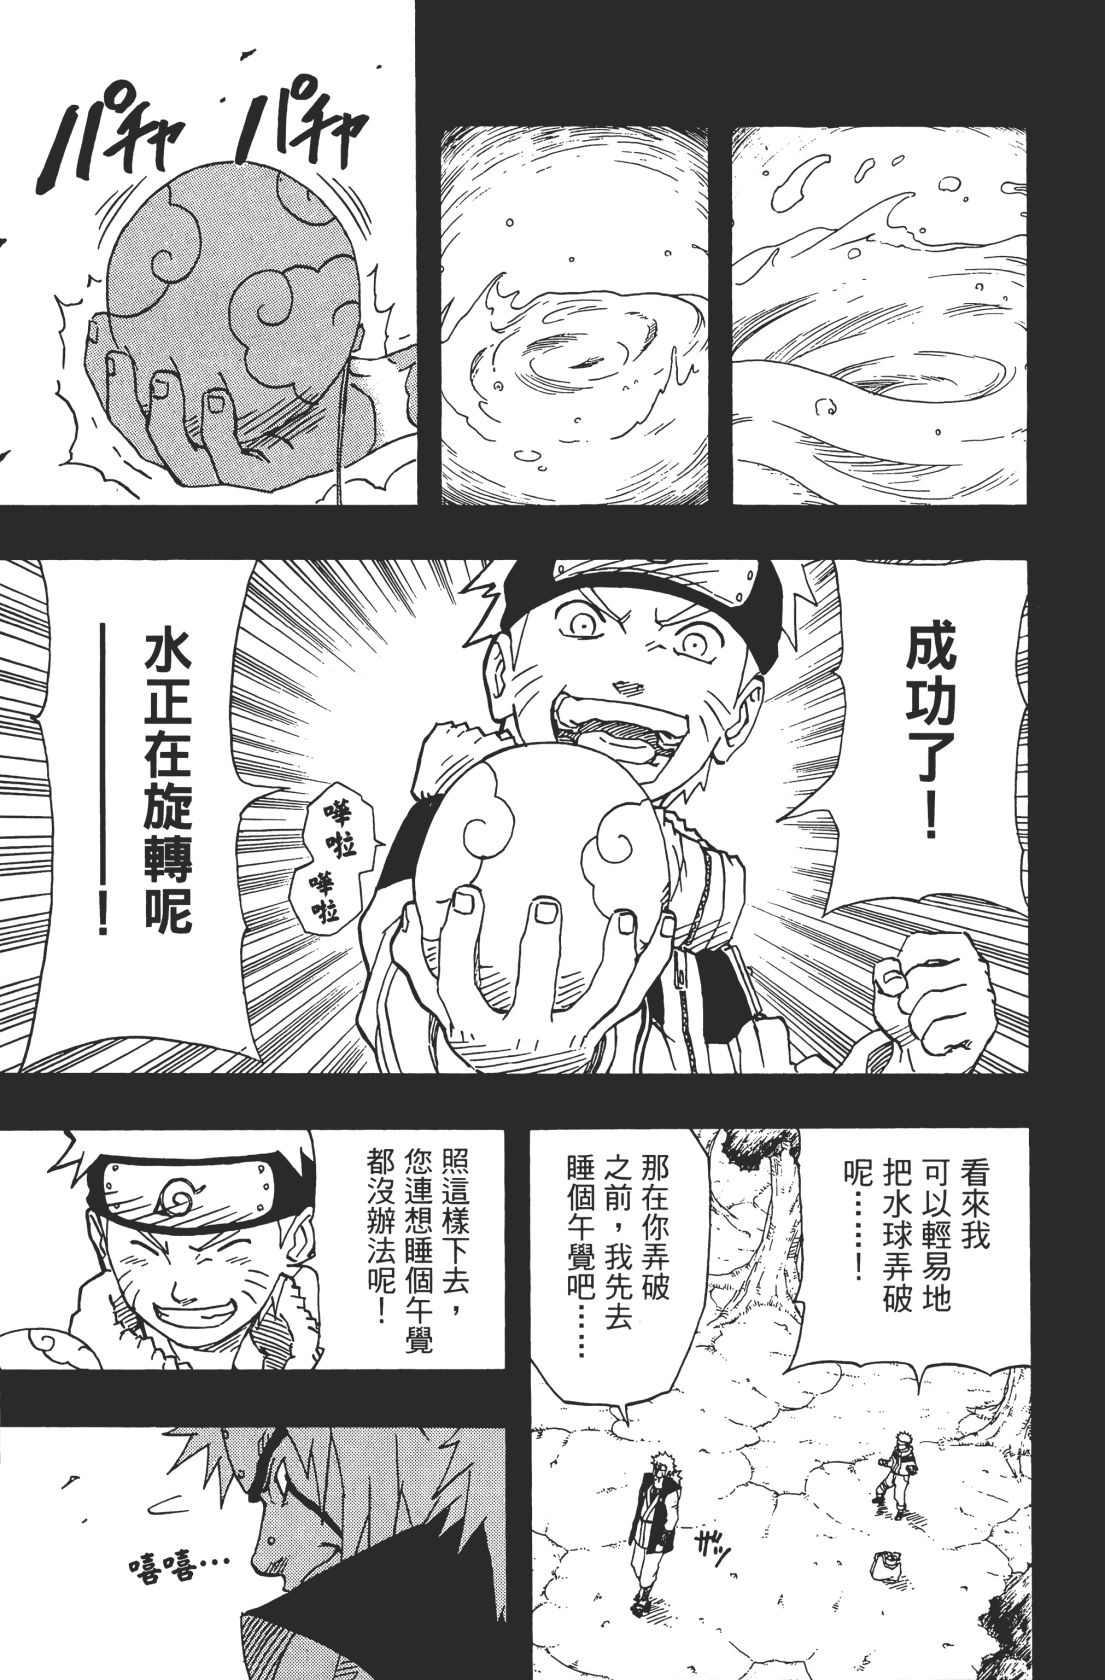 パチャ
パチャ
成功了！
嘩啦
嘩啦
水正在旋轉呢
——！
看來我
可以輕易地
把水球弄破
呢……！
那在你弄破
之前，我先去
睡個午覺吧……
ザッ
照這樣下去，
您連想睡個午覺
都沒辦法呢！
嘻嘻…